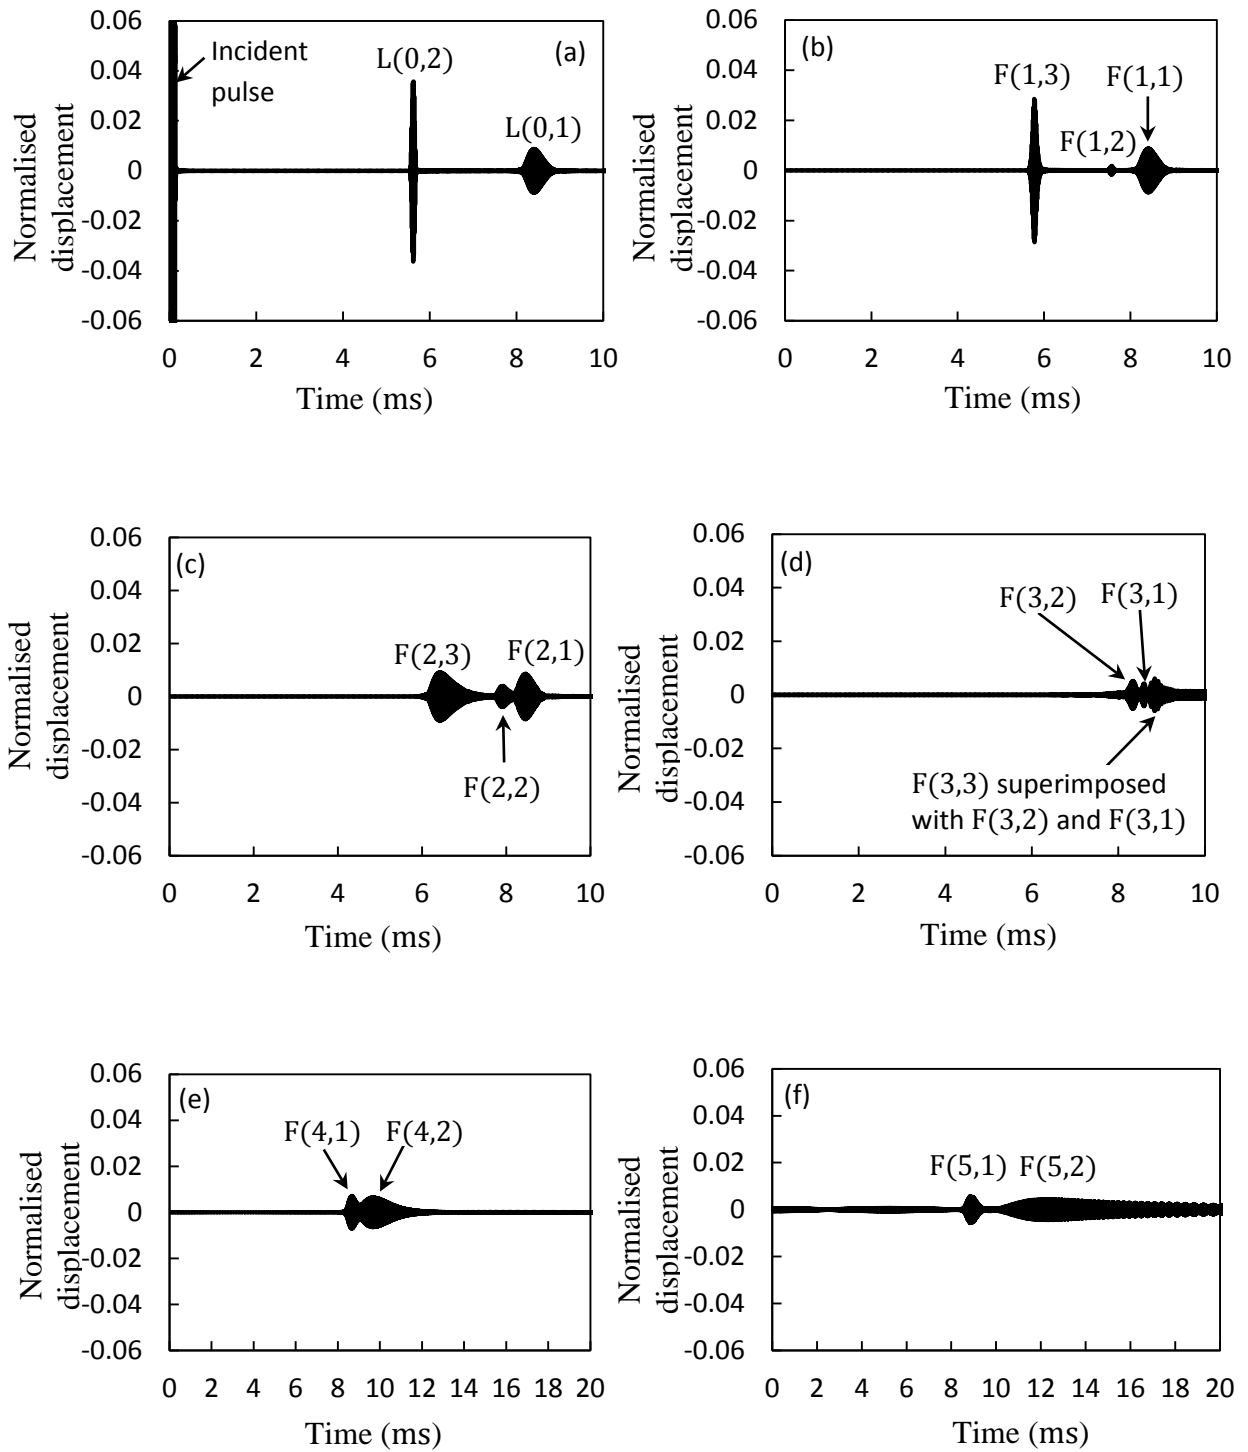 (a)
0.06
0.04
0.02
0
-0.02
-0.04
-0.06
Normalised
displacement
Incident
pulse
L(0,2)
L(0,1)
0 2 4 6 8 10
Time (ms)
(b)
0.06
0.04
0.02
0
-0.02
-0.04
-0.06
Normalised
displacement
F(1,3)
F(1,1)
F(1,2)
0 2 4 6 8 10
Time (ms)
(c)
0.06
0.04
0.02
0
-0.02
-0.04
-0.06
Normalised
displacement
F(2,3)
F(2,1)
F(2,2)
0 2 4 6 8 10
Time (ms)
(d)
0.06
0.04
0.02
0
-0.02
-0.04
-0.06
Normalised
displacement
F(3,2)
F(3,1)
F(3,3) superimposed
with F(3,2) and F(3,1)
0 2 4 6 8 10
Time (ms)
(e)
0.06
0.04
0.02
0
-0.02
-0.04
-0.06
Normalised
displacement
F(4,1)
F(4,2)
0 2 4 6 8 10 12 14 16 18 20
Time (ms)
(f)
0.06
0.04
0.02
0
-0.02
-0.04
-0.06
Normalised
displacement
F(5,1)
F(5,2)
0 2 4 6 8 10 12 14 16 18 20
Time (ms)